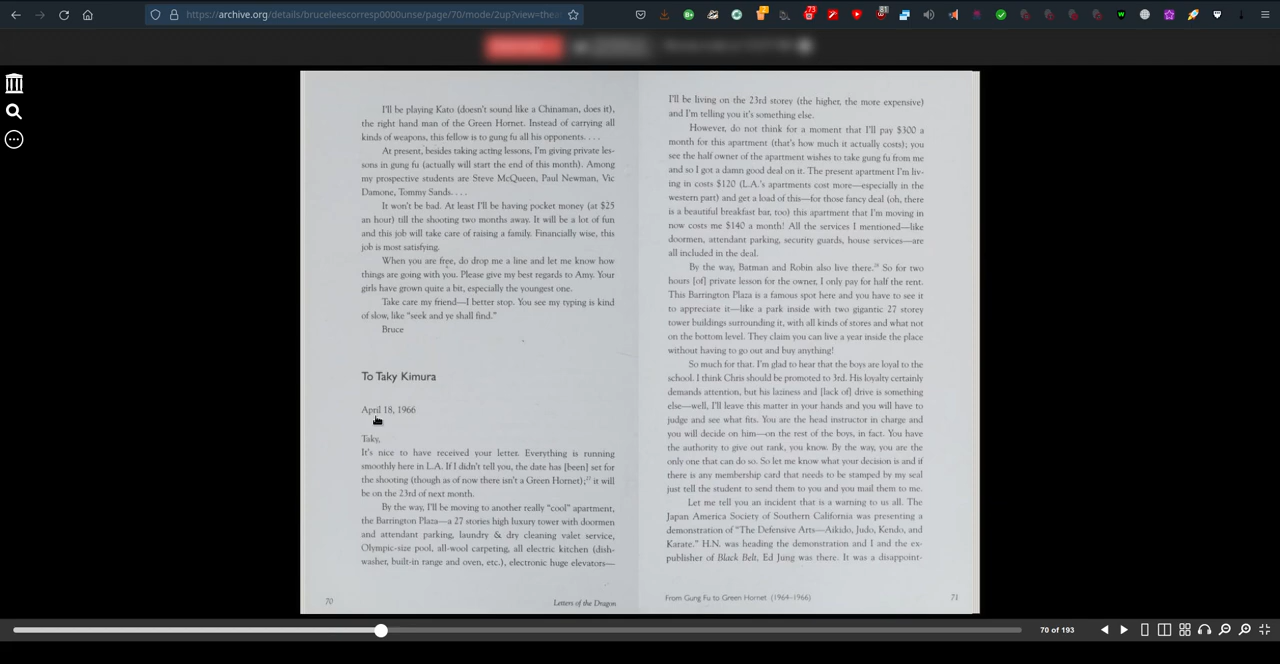 https://archive.org/details/bruceleescorresp0000unse/page/70/mode/2up?view=thea
73
81
I'll be playing Kato (doesn't sound like a Chinaman, does it),
the right hand man of the Green Hornet. Instead of carrying all
kinds of weapons, this fellow is to gung fu all his opponents. . . .
At present, besides taking acting lessons, I'm giving private les-
sons in gung fu (actually will start the end of this month). Among
my prospective students are Steve McQueen, Paul Newman, Vic
Damone, Tommy Sands. . . .
It won't be bad. At least I'll be having pocket money (at $25
an hour) till the shooting two months away. It will be a lot of fun
and this job will take care of raising a family. Financially wise, this
job is most satisfying.
When you are free, do drop me a line and let me know how
things are going with you. Please give my best regards to Amy. Your
girls have grown quite a bit, especially the youngest one.
Take care my friend—I better stop. You see my typing is kind
of slow, like "seek and ye shall find."
Bruce
To Taky Kimura
April 18, 1966
Taky,
It's nice to have received your letter. Everything is running
smoothly here in L.A. If I didn't tell you, the date has [been] set for
the shooting (though as of now there isn't a Green Hornet); it will
be on the 23rd of next month.
By the way, I'll be moving to another really "cool" apartment,
the Barrington Plaza—a 27 stories high luxury tower with doormen
and attendant parking, laundry & dry cleaning valet service,
Olympic-size pool, all-wool carpeting, all electric kitchen (dish-
washer, built-in range and oven, etc.), electronic huge elevators—
70
Letters of the Dragon
I'll be living on the 23rd storey (the higher, the more expensive)
and I'm telling you it's something else.
However, do not think for a moment that I'll pay $300 a
month for this apartment (that's how much it actually costs); you
see the half owner of the apartment wishes to take gung fu from me
and so I got a damn good deal on it. The present apartment I'm liv-
ing in costs $120 (L.A.'s apartments cost more—especially in the
western part) and get a load of this—for those fancy deal (oh, there
is a beautiful breakfast bar, too) this apartment that I'm moving in
now costs me $140 a month! All the services I mentioned—like
doormen, attendant parking, security guards, house services—are
all included in the deal.
By the way, Batman and Robin also live there. So for two
hours [of] private lesson for the owner, I only pay for half the rent.
This Barrington Plaza is a famous spot here and you have to see it
to appreciate it—like a park inside with two gigantic 27 storey
tower buildings surrounding it, with all kinds of stores and what not
on the bottom level. They claim you can live a year inside the place
without having to go out and buy anything!
So much for that. I'm glad to hear that the boys are loyal to the
school. I think Chris should be promoted to 3rd. His loyalty certainly
demands attention, but his laziness and [lack of] drive is something
else—well, I'll leave this matter in your hands and you will have to
judge and see what fits. You are the head instructor in charge and
you will decide on him—on the rest of the boys, in fact. You have
the authority to give out rank, you know. By the way, you are the
only one that can do so. So let me know what your decision is and if
there is any membership card that needs to be stamped by my seal
just tell the student to send them to you and you mail them to me.
Let me tell you an incident that is a warning to us all. The
Japan America Society of Southern California was presenting a
demonstration of "The Defensive Arts—Aikido, Judo, Kendo, and
Karate." H.N. was heading the demonstration and I and the ex-
publisher of Black Belt, Ed Jung was there. It was a disappoint-
From Gung Fu to Green Hornet (1964–1966)
71
70 of 193